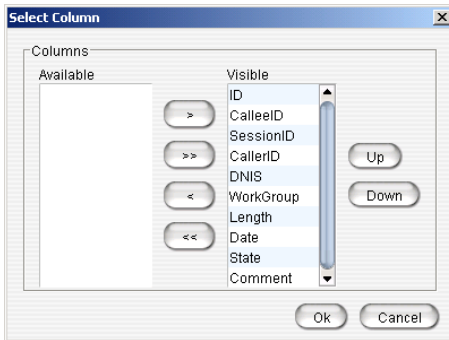 Select Column
Columns
Available
Visible
>
>>
<
<<
ID
CalleeID
SessionID
CallerID
DNIS
WorkGroup
Length
Date
State
Comment
Up
Down
Ok
Cancel